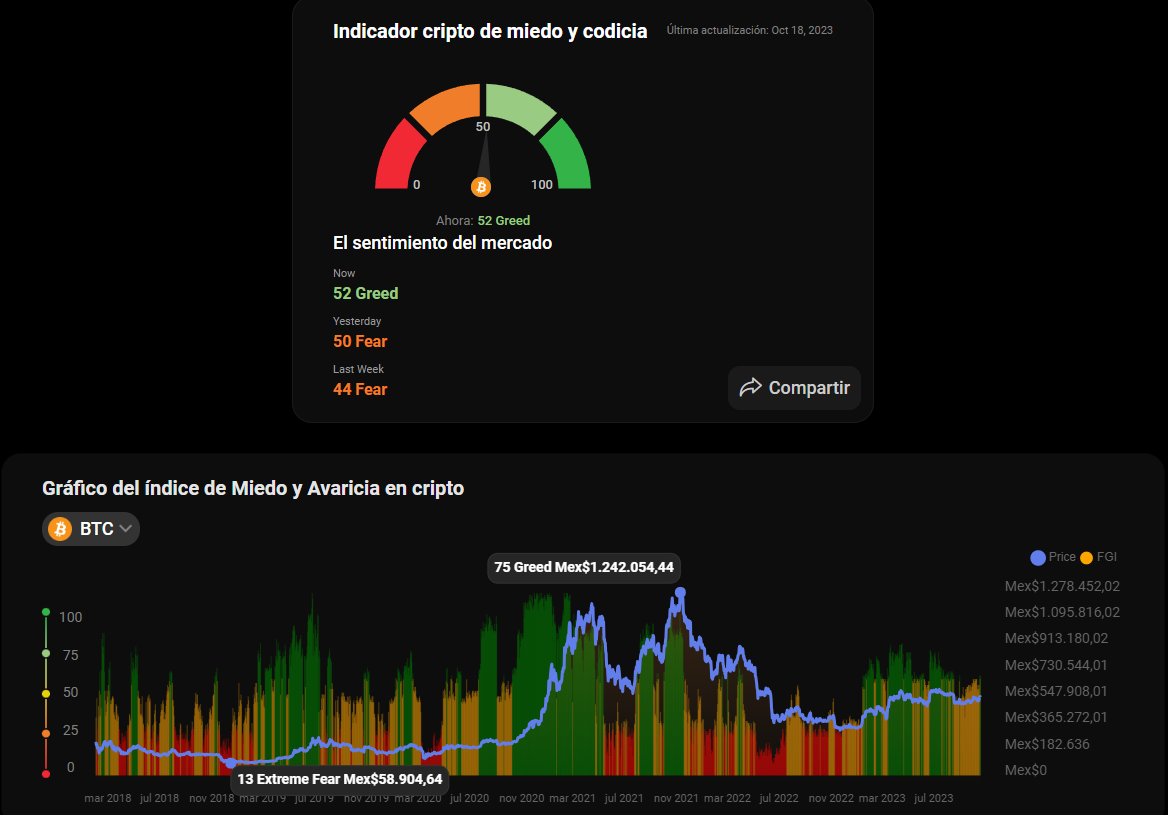 Indicador cripto de miedo y codicia
Última actualización: Oct 18, 2023
50
0
100
Ahora: 52 Greed
El sentimiento del mercado
Now
52 Greed
Yesterday
50 Fear
Last Week
44 Fear
Compartir
Gráfico del índice de Miedo y Avaricia en cripto
BTC
Price FGI
75 Greed Mex$1.242.054,44
100
75
50
25
0
Mex$1.278.452,02
Mex$1.095.816,02
Mex$913.180,02
Mex$730.544,01
Mex$547.908,01
Mex$365.272,01
Mex$182.636
Mex$0
13 Extreme Fear Mex$58.904,64
mar 2018 jul 2018 nov 2018 mar 2019 jul 2019 nov 2019 mar 2020 jul 2020 nov 2020 mar 2021 jul 2021 nov 2021 mar 2022 jul 2022 nov 2022 mar 2023 jul 2023